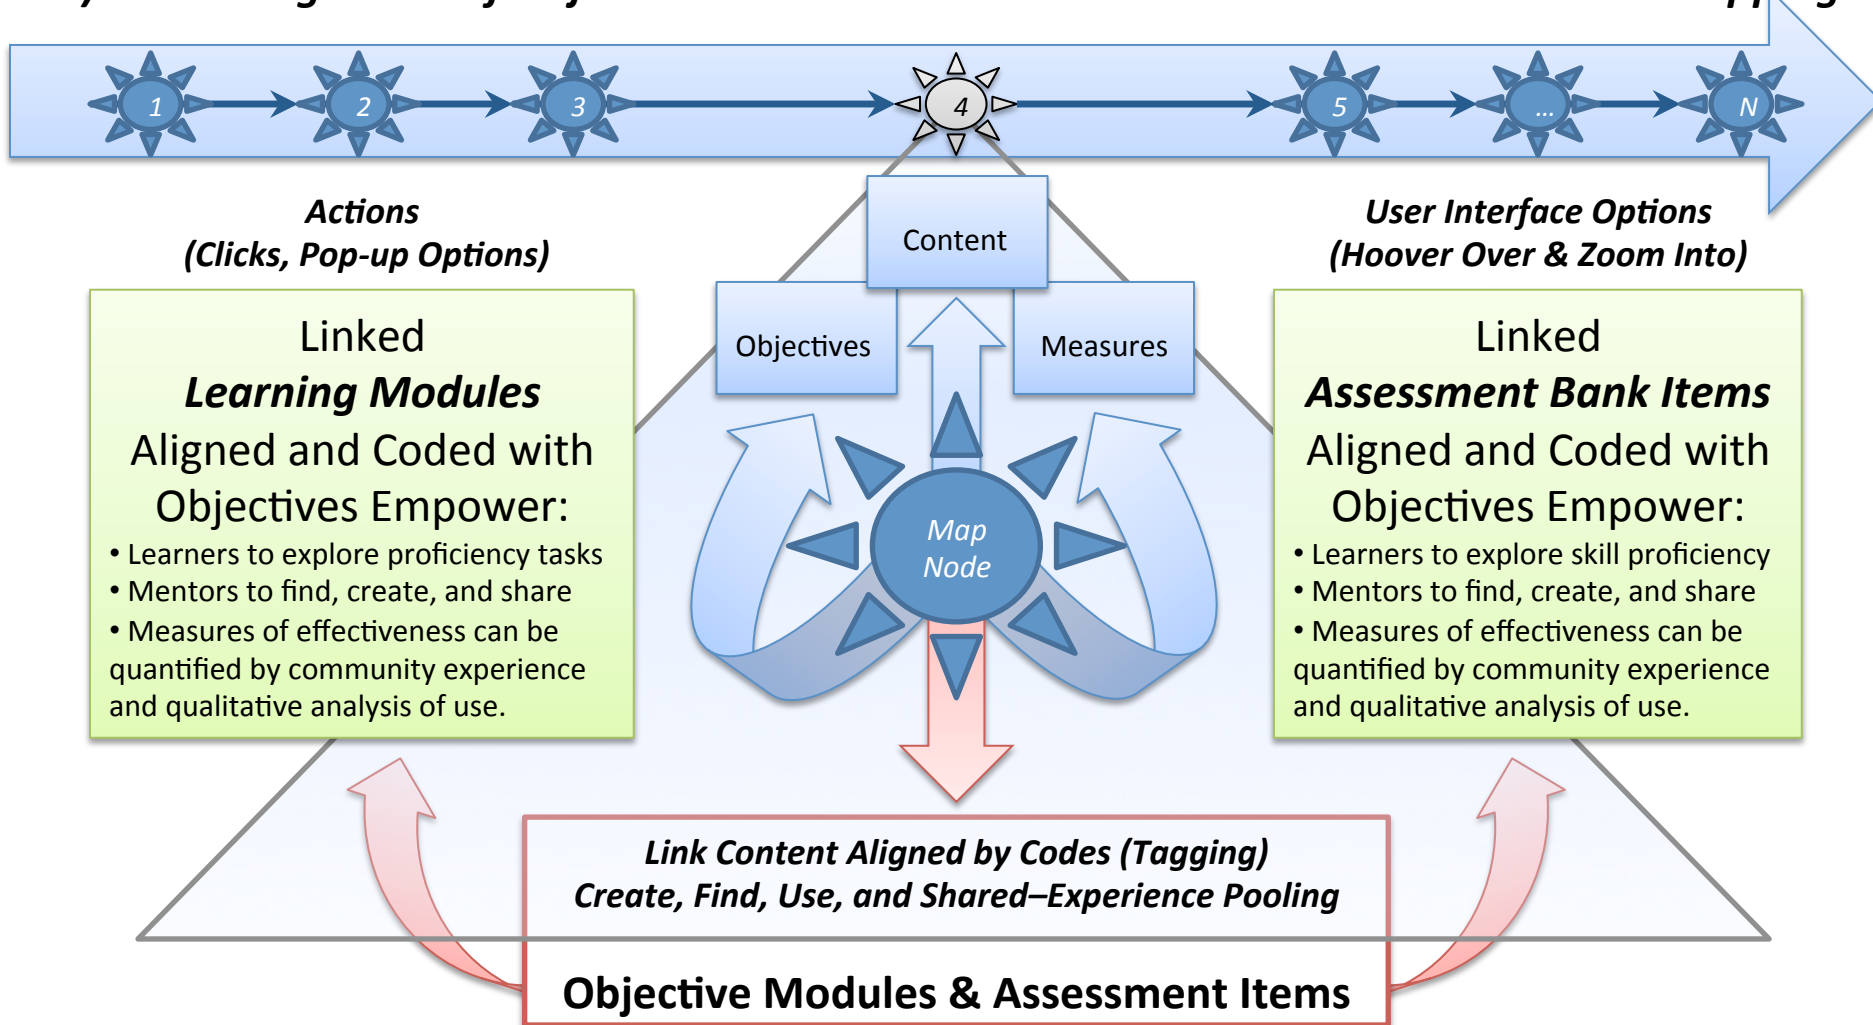 1
2
3
4
5
...
N
Actions
(Clicks, Pop-up Options)
User Interface Options
(Hoover Over & Zoom Into)
Content
Objectives
Measures
Map
Node
Linked
Learning Modules
Aligned and Coded with
Objectives Empower:
• Learners to explore proficiency tasks
• Mentors to find, create, and share
• Measures of effectiveness can be
quantified by community experience
and qualitative analysis of use.
Linked
Assessment Bank Items
Aligned and Coded with
Objectives Empower:
• Learners to explore skill proficiency
• Mentors to find, create, and share
• Measures of effectiveness can be
quantified by community experience
and qualitative analysis of use.
Link Content Aligned by Codes (Tagging)
Create, Find, Use, and Shared–Experience Pooling
Objective Modules & Assessment Items